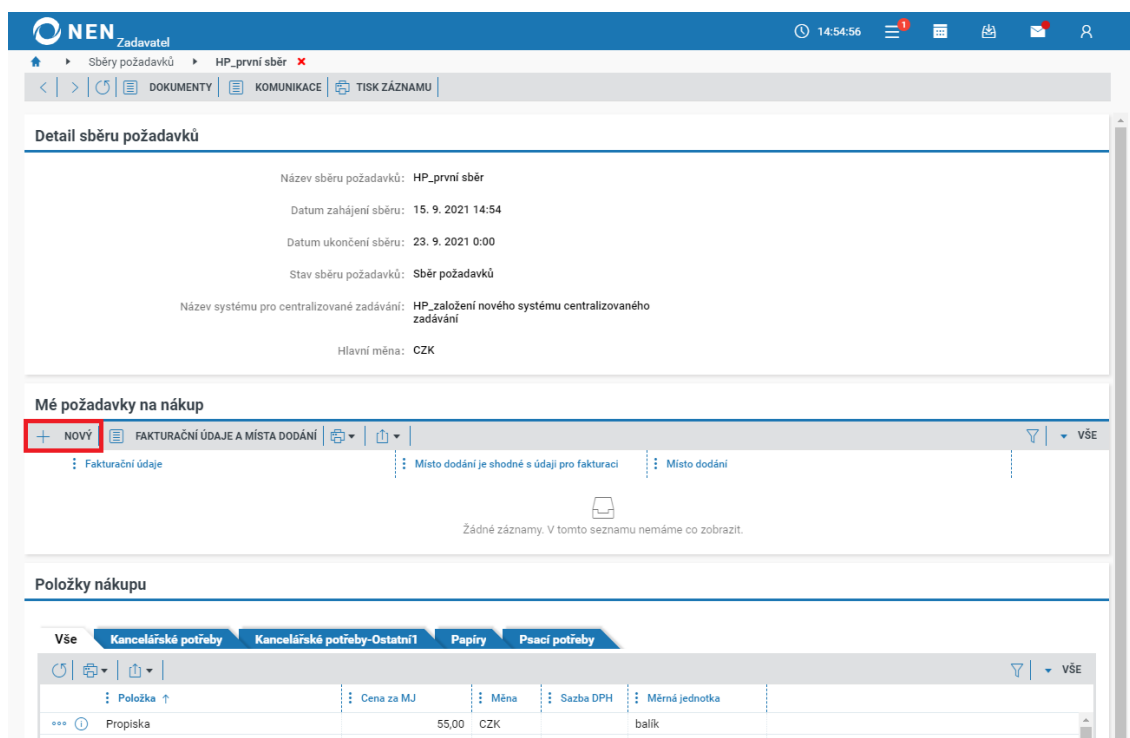 NEN Zadavatel 14:54:56 1
Sběry požadavků HP_první sběr
DOKUMENTY KOMUNIKACE TISK ZÁZNAMU
Detail sběru požadavků
Název sběru požadavků: HP_první sběr
Datum zahájení sběru: 15. 9. 2021 14:54
Datum ukončení sběru: 23. 9. 2021 0:00
Stav sběru požadavků: Sběr požadavků
Název systému pro centralizované zadávání: HP_založení nového systému centralizovaného
zadávání
Hlavní měna: CZK
Mé požadavky na nákup
NOVÝ FAKTURAČNÍ ÚDAJE A MÍSTA DODÁNÍ VŠE
Fakturační údaje Místo dodání je shodné s údaji pro fakturaci Místo dodání
Žádné záznamy. V tomto seznamu nemáme co zobrazit.
Položky nákupu
Vše Kancelářské potřeby Kancelářské potřeby-Ostatní1 Papíry Psací potřeby
VŠE
Položka ↑ Cena za MJ Měna Sazba DPH Měrná jednotka
Propiska 55,00 CZK balík